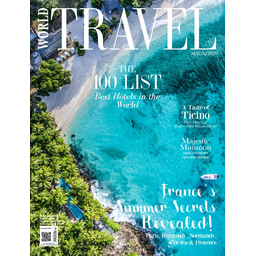 WORLD
TRAVEL
MAGAZINE
THE
100 LIST
Best Hotels in the
World
A Taste of
Ticino
Majestic
Monsoon
France's
Summer Secrets
Revealed!
Paris, Burgundy, Normandy,
Corsica & Provence